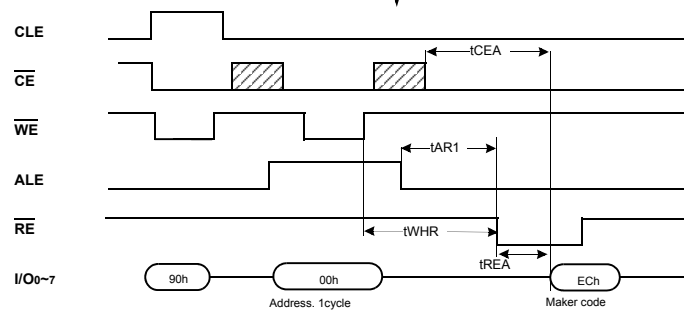 CLE
tCEA
CE
WE
tAR1
ALE
RE
tWHR
tREA
I/O0~7
90h
00h
ECh
Address. 1cycle
Maker code